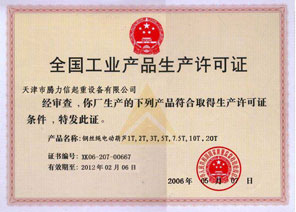 全国工业产品生产许可证
天津市腾力信起重设备有限公司
经审查、你厂生产的下列产品符合取得生产许可证
条件，特发此证。
产品：钢丝绳电动葫芦1T,2T,3T,5T,7.5T,10T,20T
证书编号：XK06-207-00667
有效期至：2012年02月06日
2006年